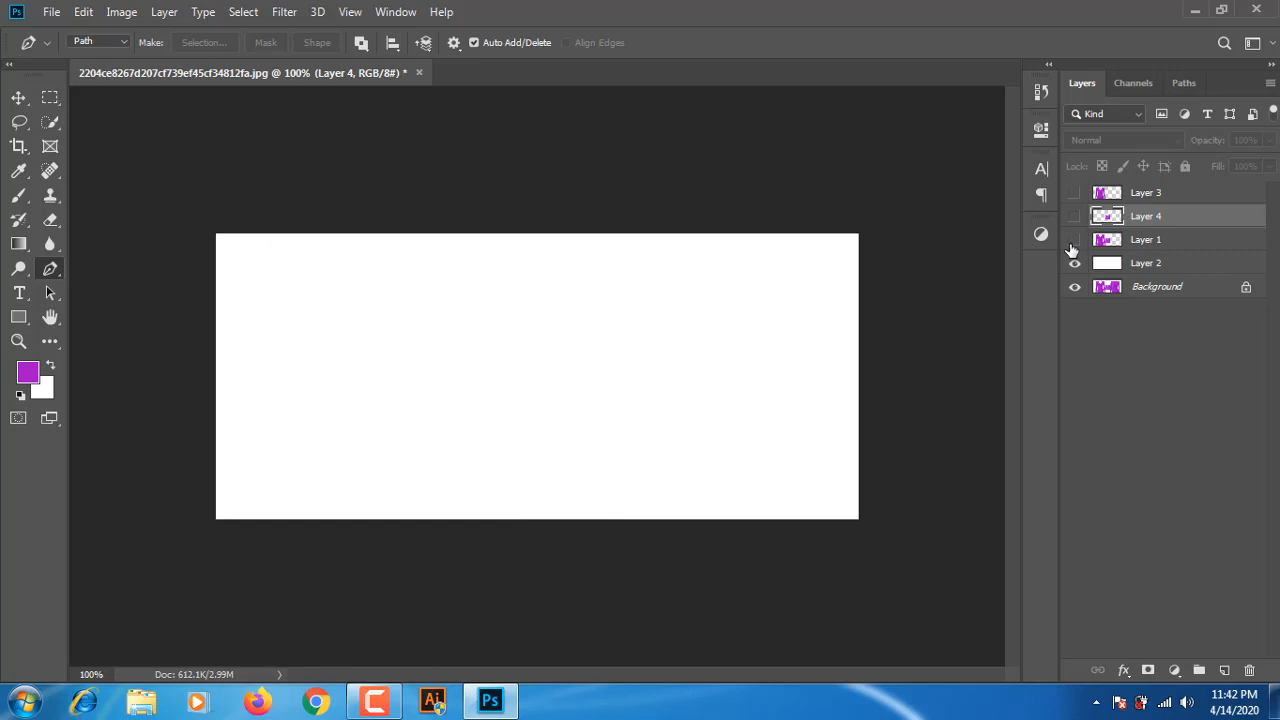 Ps File Edit Image Layer Type Select Filter 3D View Window Help
Path Make: Selection... Mask Shape Auto Add/Delete Align Edges
2204ce8267d207cf739ef45cf34812fa.jpg @ 100% (Layer 4, RGB/8#) *
Layers Channels Paths
Kind
Normal Opacity: 100%
Lock: Fill: 100%
Layer 3
Layer 4
Layer 1
Layer 2
Background
100% Doc: 612.1K/2.99M
Ai Ps
11:42 PM
4/14/2020